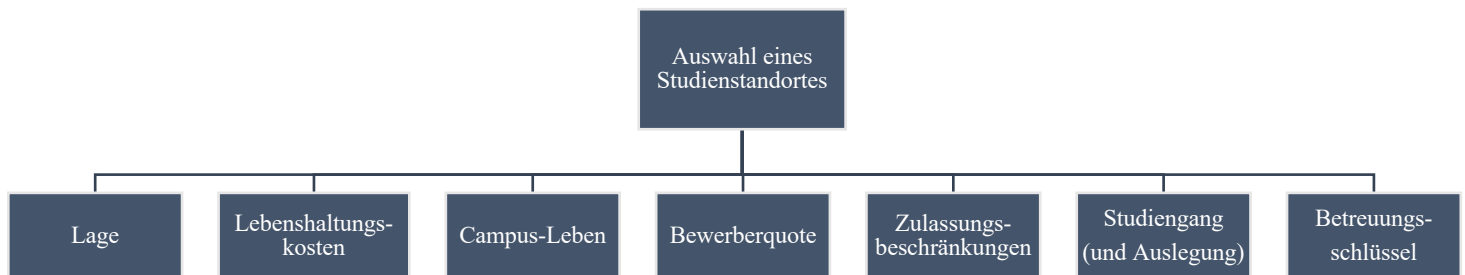 Auswahl eines
Studienstandortes
Lage
Lebenshaltungs-
kosten
Campus-Leben
Bewerberquote
Zulassungs-
beschränkungen
Studiengang
(und Auslegung)
Betreuungs-
schlüssel